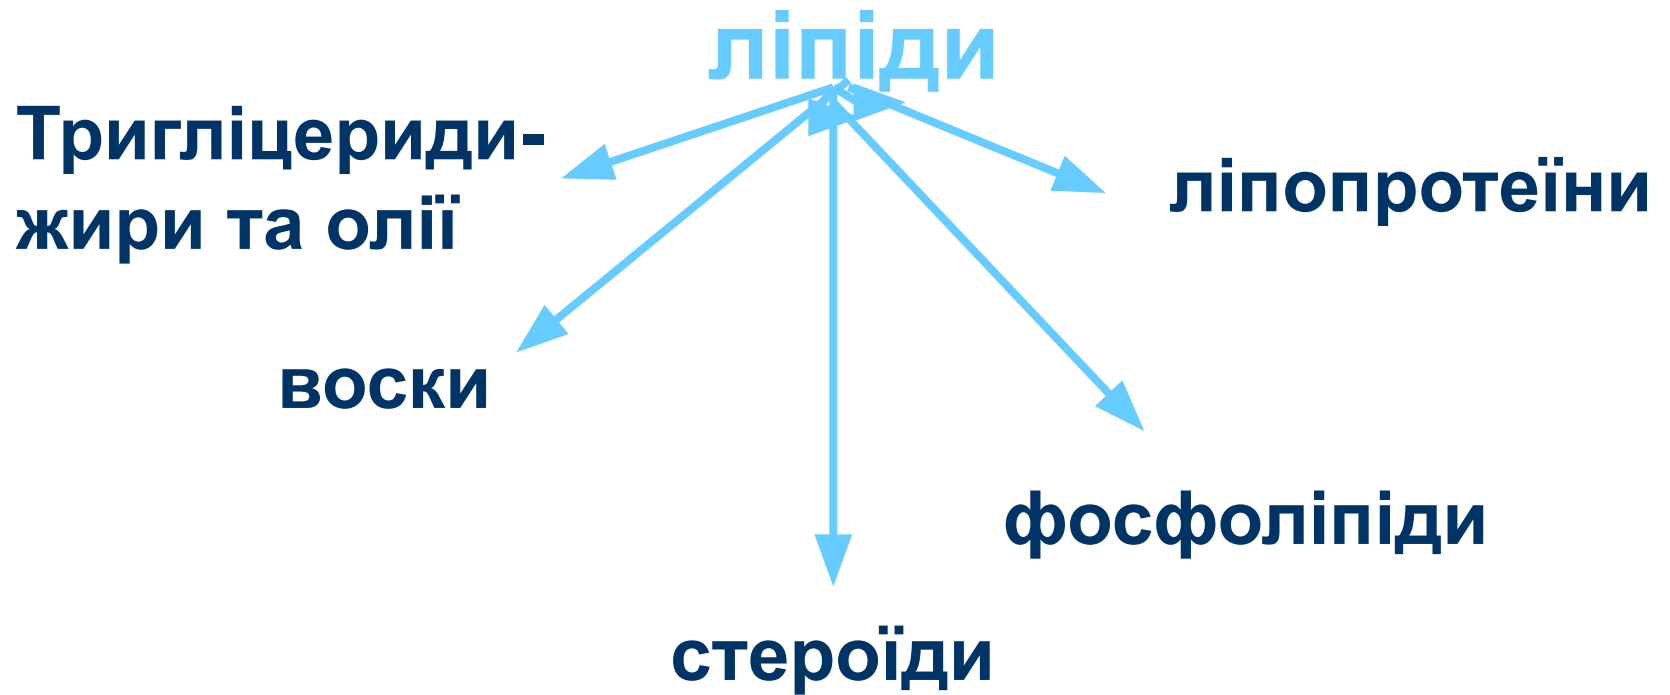 ліпіди
Тригліцериди-
жири та олії
ліпопротеїни
воски
фосфоліпіди
стероїди